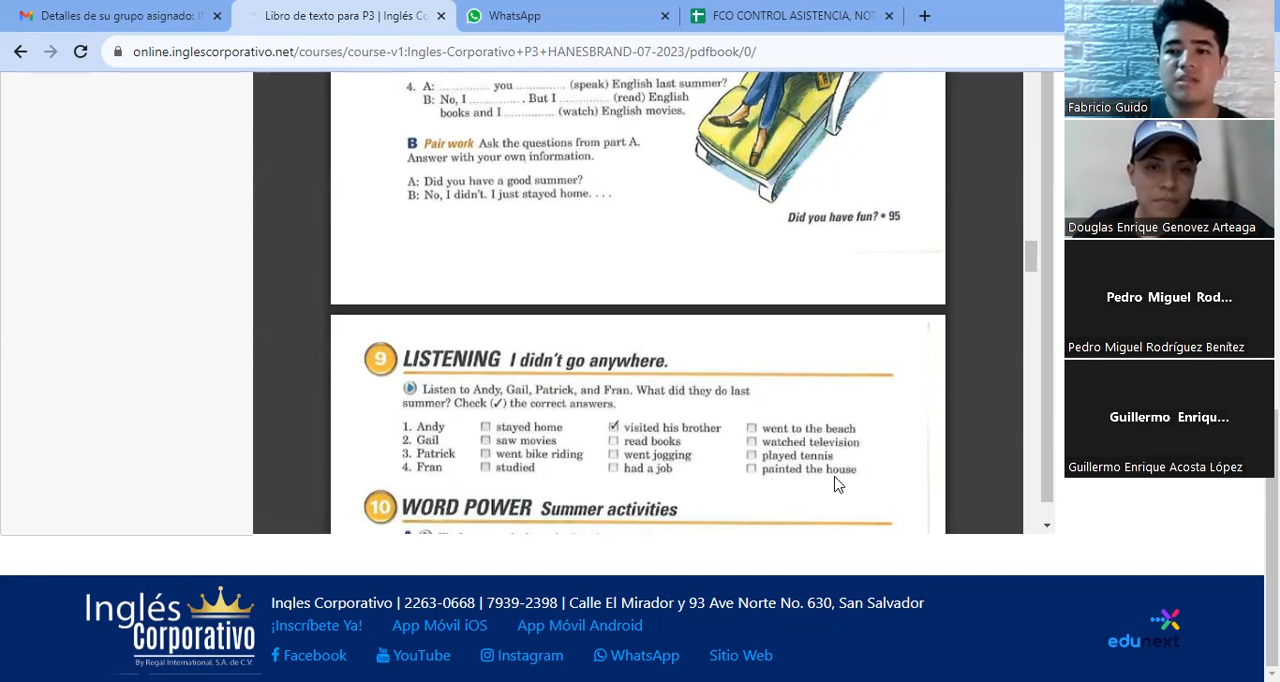 Detalles de su grupo asignado: Il
Libro de texto para P3 | Inglés C
WhatsApp
FCO CONTROL ASISTENCIA, NOT
online.inglescorporativo.net/courses/course-v1:Ingles-Corporativo+P3+HANESBRAND-07-2023/pdfbook/0/
4. A: ............ you ............ (speak) English last summer?
B: No, I ............ . But I ............ (read) English
books and I ............ (watch) English movies.
B Pair work Ask the questions from part A.
Answer with your own information.
A: Did you have a good summer?
B: No, I didn't. I just stayed home. . . .
Did you have fun? • 95
9 LISTENING I didn't go anywhere.
Listen to Andy, Gail, Patrick, and Fran. What did they do last
summer? Check (✓) the correct answers.
1. Andy ☐ stayed home ☑ visited his brother ☐ went to the beach
2. Gail ☐ saw movies ☐ read books ☐ watched television
3. Patrick ☐ went bike riding ☐ went jogging ☐ played tennis
4. Fran ☐ studied ☐ had a job ☐ painted the house
10 WORD POWER Summer activities
Fabricio Guido
Douglas Enrique Genovez Arteaga
Pedro Miguel Rod...
Pedro Miguel Rodríguez Benítez
Guillermo Enriqu...
Guillermo Enrique Acosta López
Inglés
Corporativo
By Regal International, S.A. de C.V.
Ingles Corporativo | 2263-0668 | 7939-2398 | Calle El Mirador y 93 Ave Norte No. 630, San Salvador
¡Inscríbete Ya! App Móvil iOS App Móvil Android
Facebook YouTube Instagram WhatsApp Sitio Web
edunext